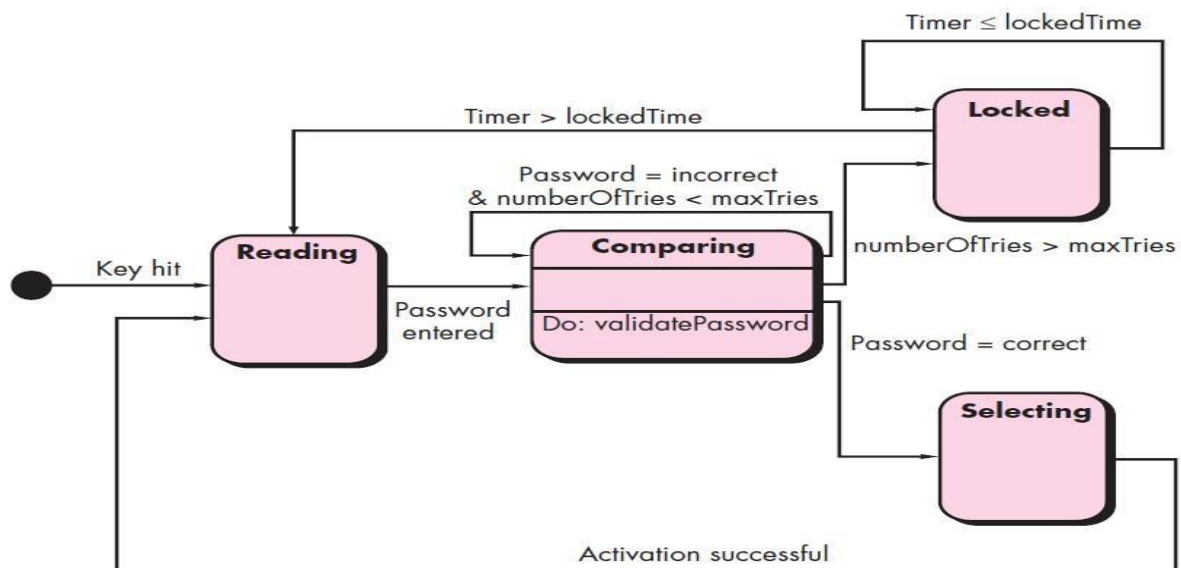 Timer ≤ lockedTime
Locked
Timer > lockedTime
Password = incorrect
& numberOfTries < maxTries
Reading
Comparing
numberOfTries > maxTries
Key hit
Password
entered
Do: validatePassword
Password = correct
Selecting
Activation successful